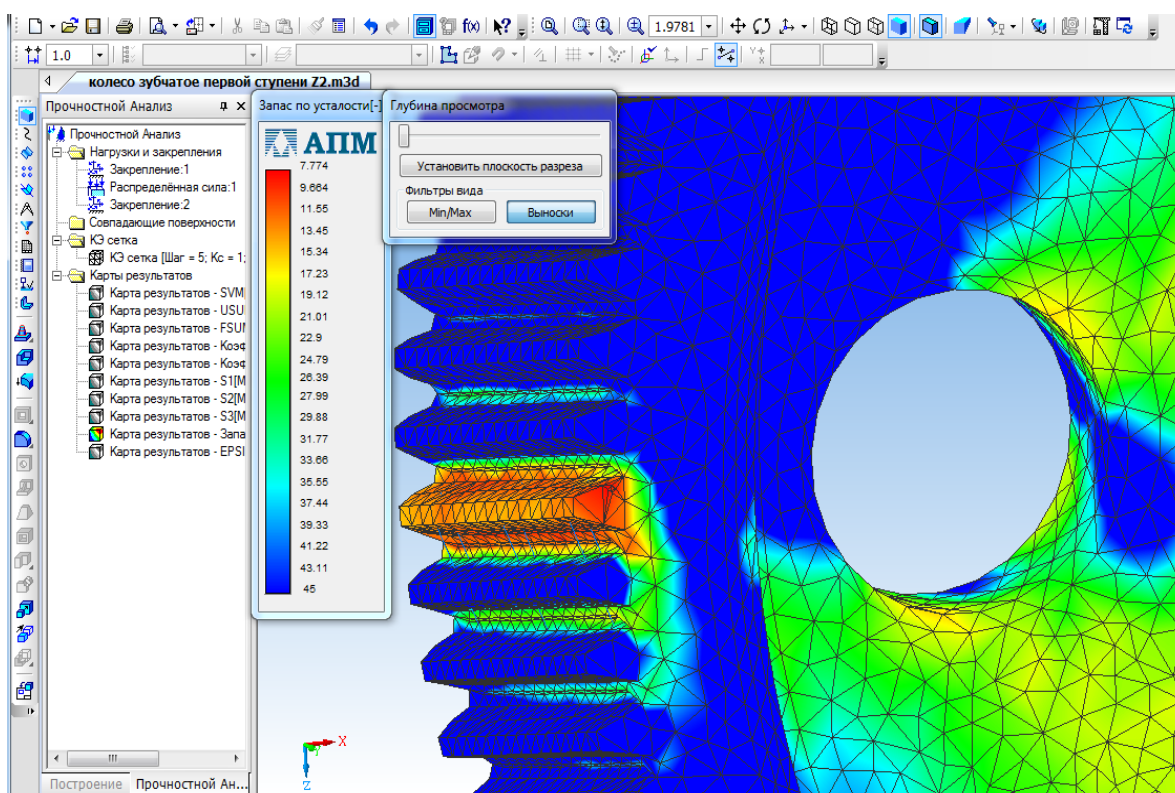 1.9781
f(x)
1.0
колесо зубчатое первой ступени Z2.m3d
Прочностной Анализ
Прочностной Анализ
Нагрузки и закрепления
Закрепление:1
Распределённая сила:1
Закрепление:2
Совпадающие поверхности
КЭ сетка
КЭ сетка [Шаг = 5; Кс = 1;
Карты результатов
Карта результатов - SVM
Карта результатов - USU
Карта результатов - FSUM
Карта результатов - Коэф
Карта результатов - Коэф
Карта результатов - S1[М
Карта результатов - S2[М
Карта результатов - S3[М
Карта результатов - Запа
Карта результатов - EPSI
Построение
Прочностной Ан...
Запас по усталости[-]
АПМ
7.774
9.664
11.55
13.45
15.34
17.23
19.12
21.01
22.9
24.79
26.39
27.99
29.88
31.77
33.66
35.55
37.44
39.33
41.22
43.11
45
Глубина просмотра
Установить плоскость разреза
Фильтры вида
Min/Max
Выноски
X
Z